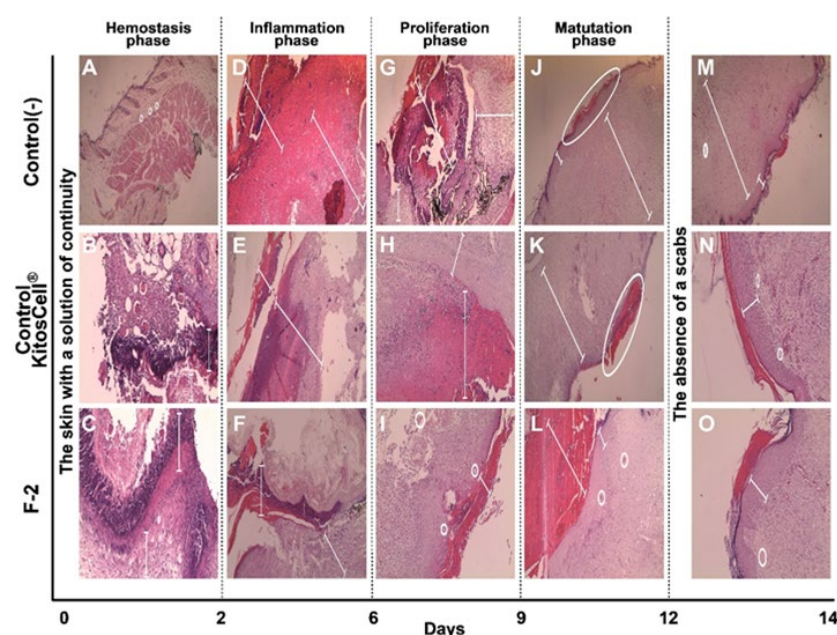 Hemostasis phase
Inflammation phase
Proliferation phase
Matutation phase
Control(-)
Control KitosCell®
F-2
The skin with a solution of continuity
The absence of a scabs
A
D
G
J
M
B
E
H
K
N
C
F
I
L
O
0
2
6
9
12
14
Days